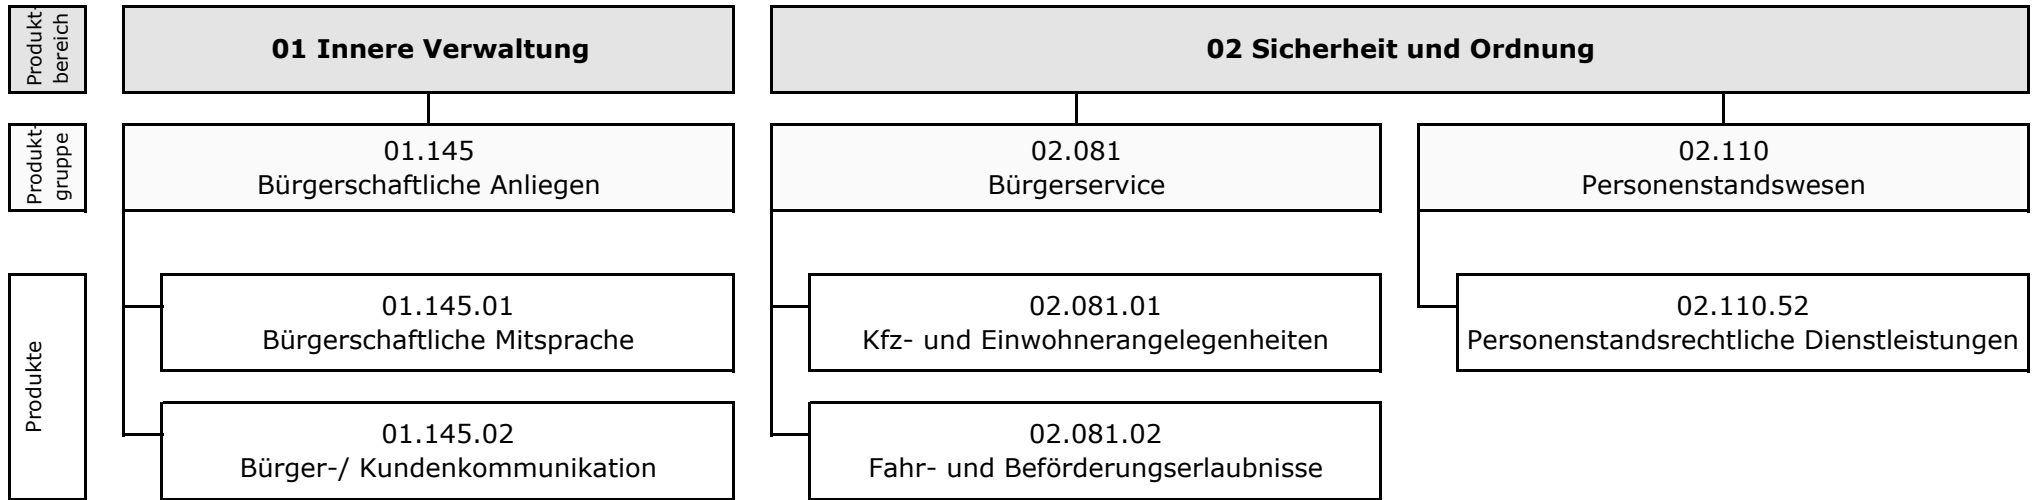 Produkt-
bereich
01 Innere Verwaltung
02 Sicherheit und Ordnung
Produkt-
gruppe
01.145
Bürgerschaftliche Anliegen
02.081
Bürgerservice
02.110
Personenstandswesen
Produkte
01.145.01
Bürgerschaftliche Mitsprache
02.081.01
Kfz- und Einwohnerangelegenheiten
02.110.52
Personenstandsrechtliche Dienstleistungen
01.145.02
Bürger-/ Kundenkommunikation
02.081.02
Fahr- und Beförderungserlaubnisse